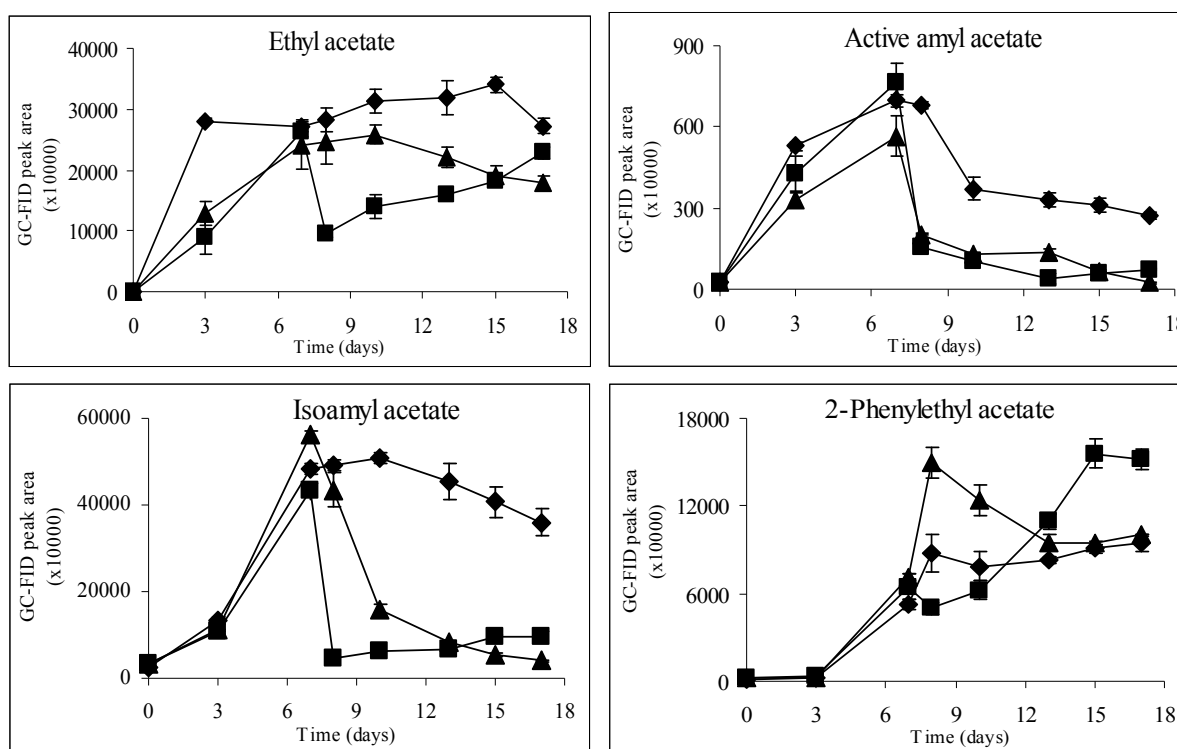 Ethyl acetate
GC-FID peak area
(x10000)
40000
30000
20000
10000
0
0 3 6 9 12 15 18
Time (days)
Active amyl acetate
GC-FID peak area
(x10000)
900
600
300
0
0 3 6 9 12 15 18
Time (days)
Isoamyl acetate
GC-FID peak area
(x10000)
60000
40000
20000
0
0 3 6 9 12 15 18
Time (days)
2-Phenylethyl acetate
GC-FID peak area
(x10000)
18000
12000
6000
0
0 3 6 9 12 15 18
Time (days)